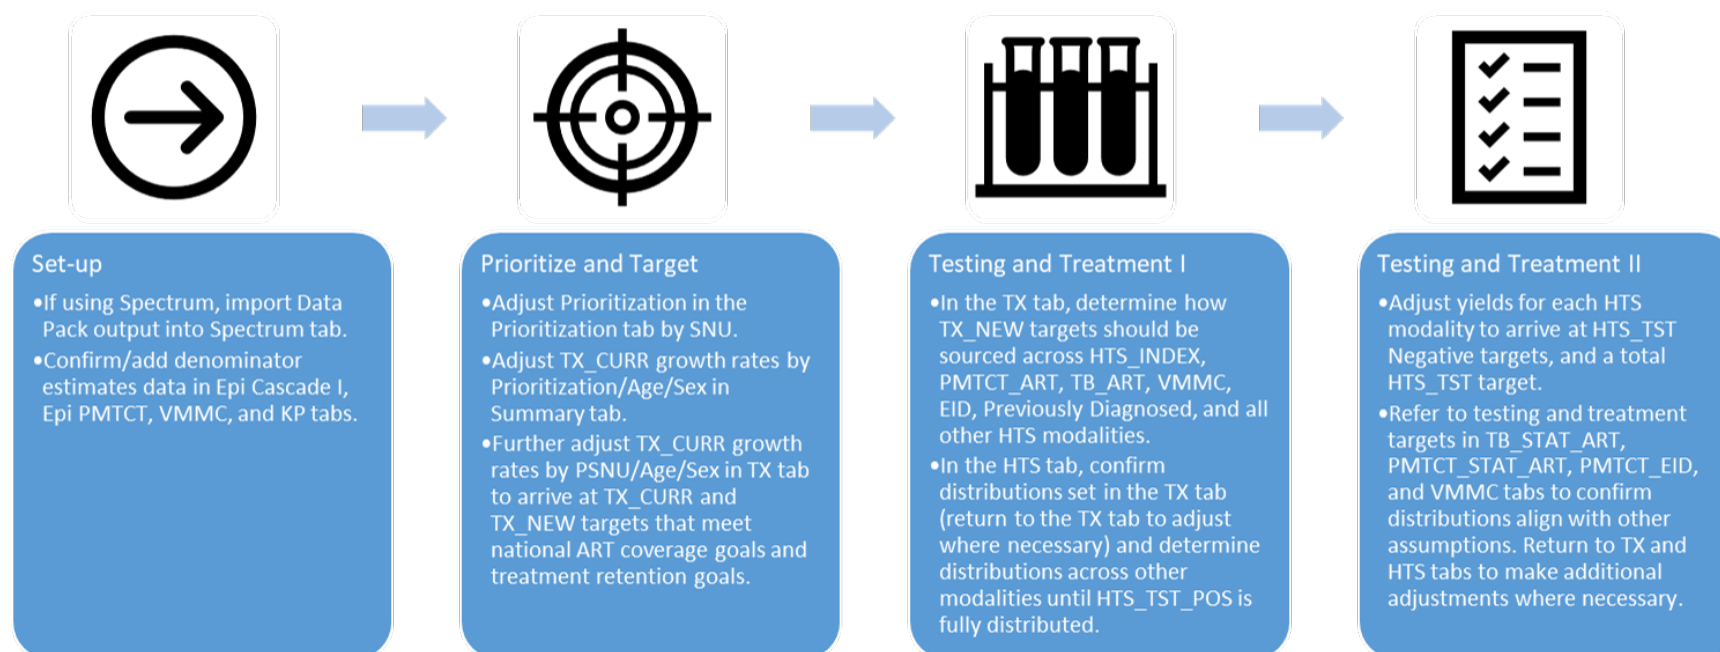 Set-up
•If using Spectrum, import Data
Pack output into Spectrum tab.
•Confirm/add denominator
estimates data in Epi Cascade I,
Epi PMTCT, VMMC, and KP tabs.
Prioritize and Target
•Adjust Prioritization in the
Prioritization tab by SNU.
•Adjust TX_CURR growth rates by
Prioritization/Age/Sex in
Summary tab.
•Further adjust TX_CURR growth
rates by PSNU/Age/Sex in TX tab
to arrive at TX_CURR and
TX_NEW targets that meet
national ART coverage goals and
treatment retention goals.
Testing and Treatment I
•In the TX tab, determine how
TX_NEW targets should be
sourced across HTS_INDEX,
PMTCT_ART, TB_ART, VMMC,
EID, Previously Diagnosed, and all
other HTS modalities.
•In the HTS tab, confirm
distributions set in the TX tab
(return to the TX tab to adjust
where necessary) and determine
distributions across other
modalities until HTS_TST_POS is
fully distributed.
Testing and Treatment II
•Adjust yields for each HTS
modality to arrive at HTS_TST
Negative targets, and a total
HTS_TST target.
•Refer to testing and treatment
targets in TB_STAT_ART,
PMTCT_STAT_ART, PMTCT_EID,
and VMMC tabs to confirm
distributions align with other
assumptions. Return to TX and
HTS tabs to make additional
adjustments where necessary.